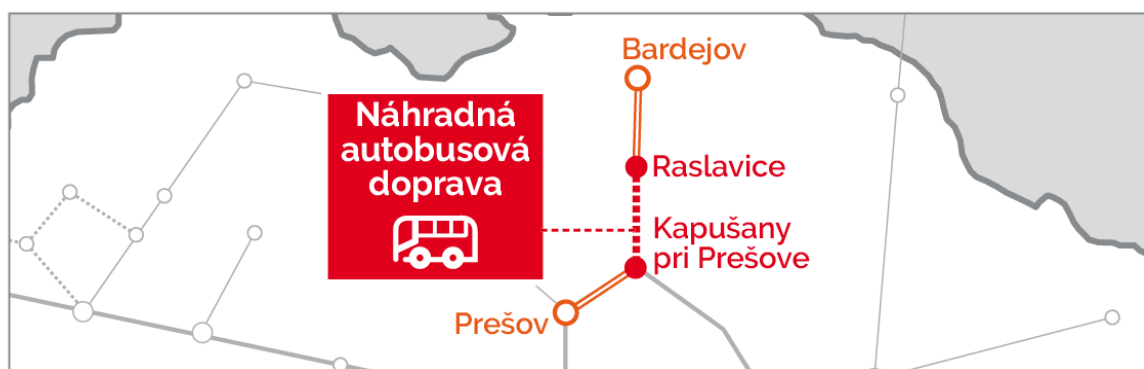 Bardejov
Náhradná
autobusová
doprava
Raslavice
Kapušany
pri Prešove
Prešov